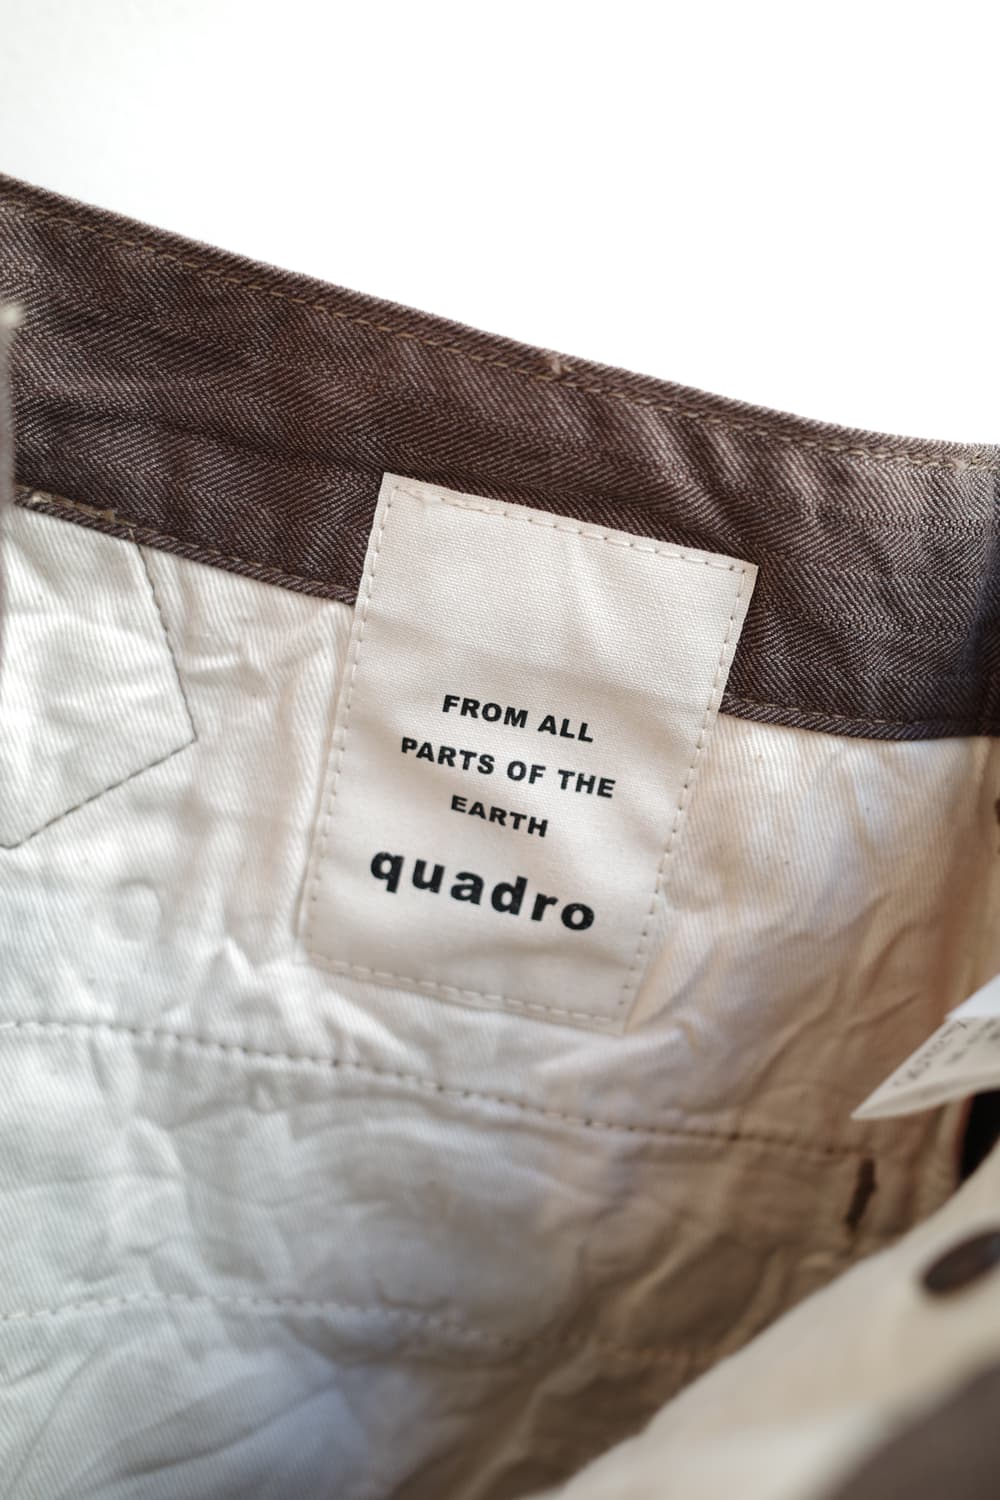 FROM ALL
PARTS OF THE
EARTH
quadro